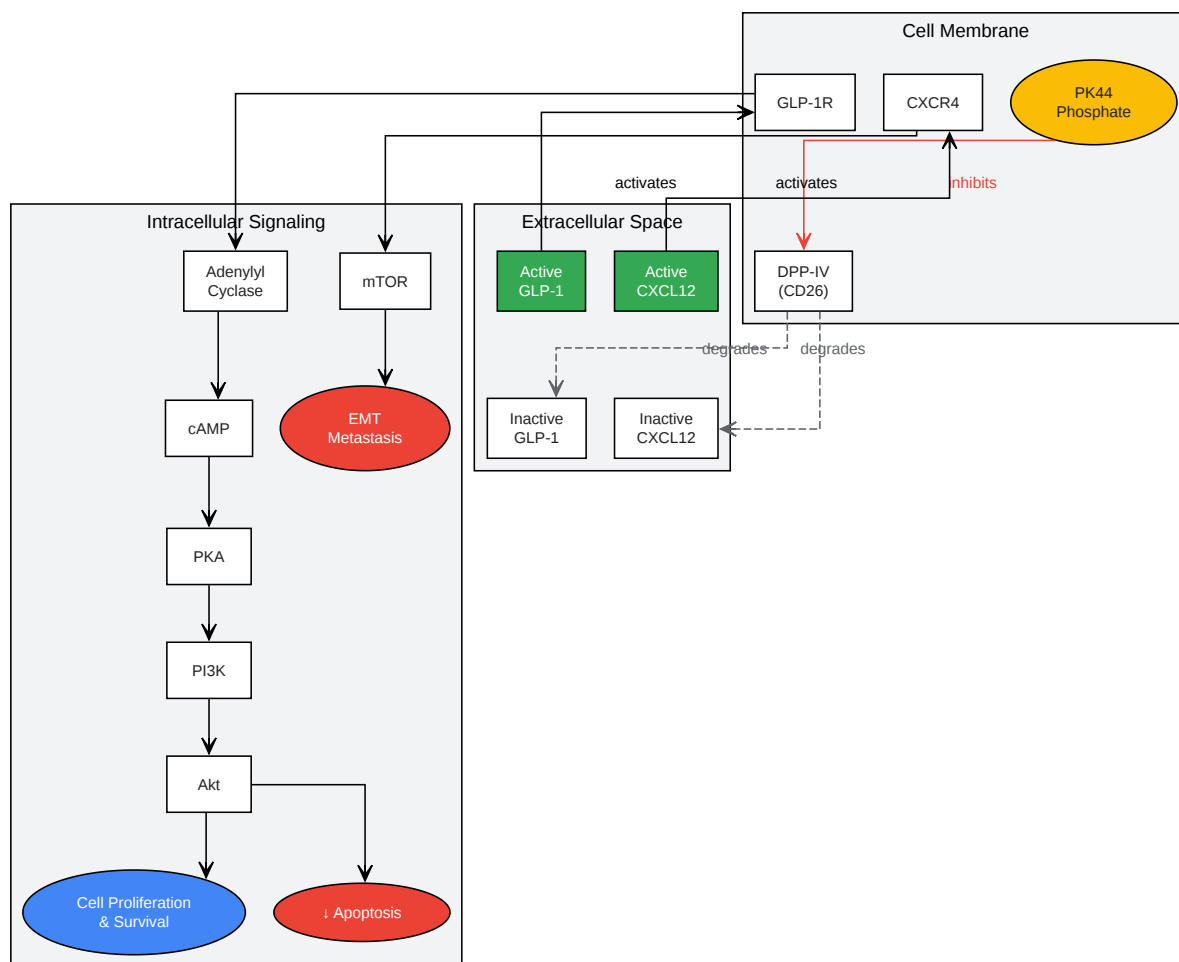 Cell Membrane
GLP-1R
CXCR4
PK44
Phosphate
activates
activates
inhibits
Intracellular Signaling
Extracellular Space
Adenylyl
Cyclase
mTOR
Active
GLP-1
Active
CXCL12
DPP-IV
(CD26)
degrades
degrades
cAMP
EMT
Metastasis
Inactive
GLP-1
Inactive
CXCL12
PKA
PI3K
Akt
Cell Proliferation
& Survival
↓ Apoptosis